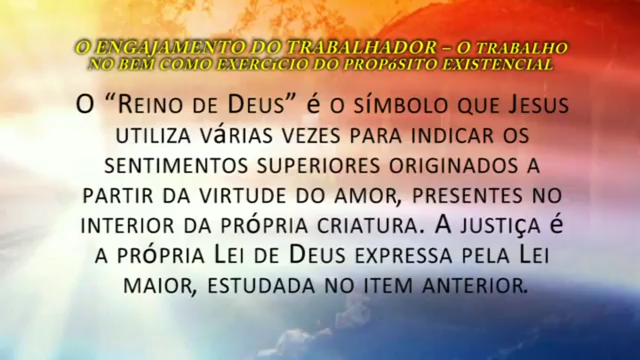 O ENGAJAMENTO DO TRABALHADOR – O TRABALHO
NO BEM COMO EXERCíCIO DO PROPóSITO EXISTENCIAL
O “REINO DE DEUS” é O SÍMBOLO QUE JESUS
UTILIZA VáRIAS VEZES PARA INDICAR OS
SENTIMENTOS SUPERIORES ORIGINADOS A
PARTIR DA VIRTUDE DO AMOR, PRESENTES NO
INTERIOR DA PRÓPRIA CRIATURA. A JUSTIÇA é
A PRÓPRIA LEI DE DEUS EXPRESSA PELA LEI
MAIOR, ESTUDADA NO ITEM ANTERIOR.